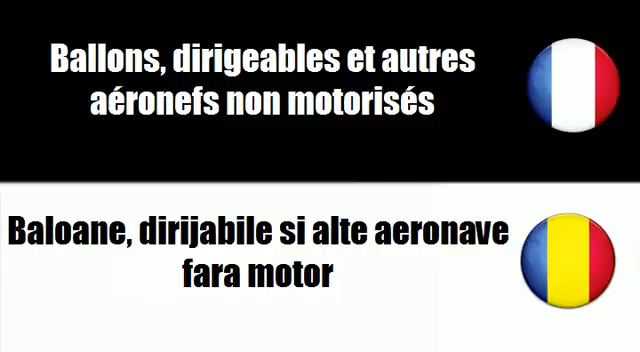 Ballons, dirigeables et autres
aéronefs non motorisés
Baloane, dirijabile si alte aeronave
fara motor